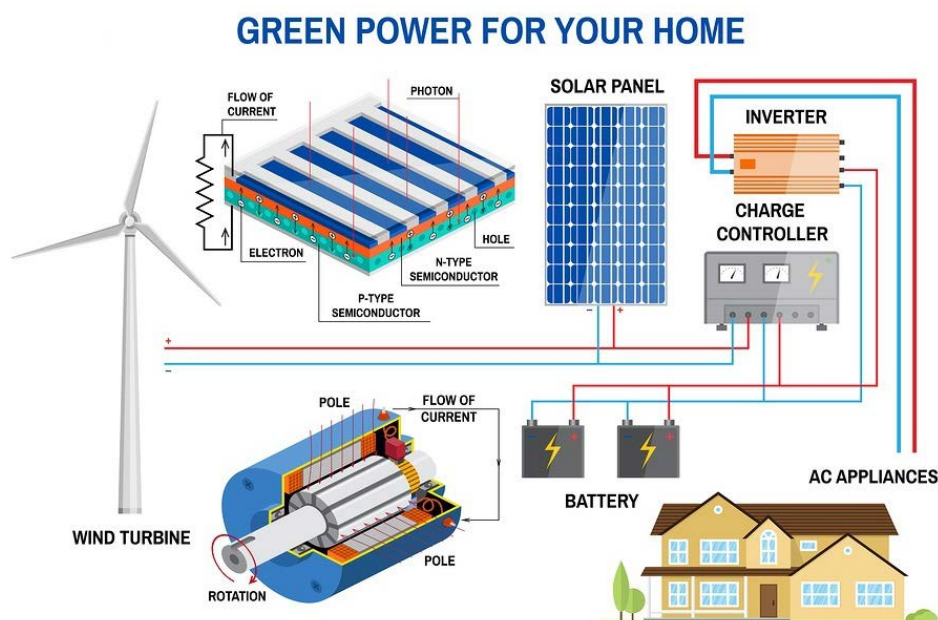 GREEN POWER FOR YOUR HOME
FLOW OF
CURRENT
PHOTON
ELECTRON
HOLE
N-TYPE
SEMICONDUCTOR
P-TYPE
SEMICONDUCTOR
SOLAR PANEL
- +
INVERTER
CHARGE
CONTROLLER
+
-
WIND TURBINE
POLE
FLOW OF
CURRENT
POLE
ROTATION
- +
- +
BATTERY
AC APPLIANCES